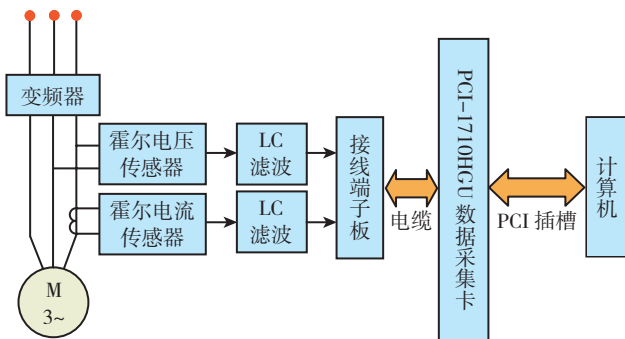 变频器
霍尔电压
传感器
LC
滤波
霍尔电流
传感器
LC
滤波
接线端子板
电缆
PCI-1710HGU 数据采集卡
PCI 插槽
计算机
M
3~